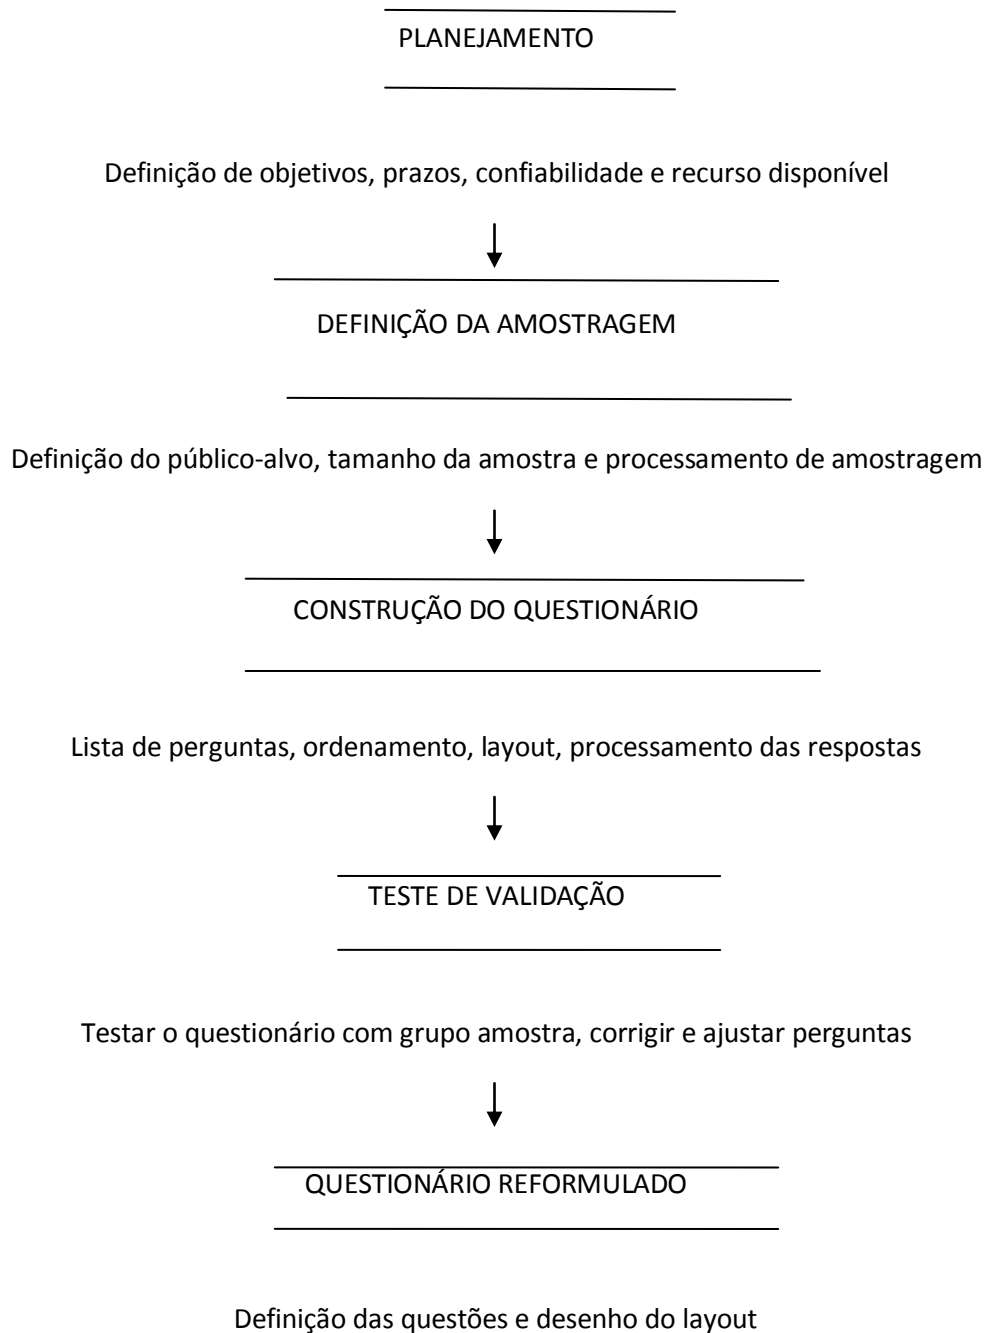 PLANEJAMENTO
Definição de objetivos, prazos, confiabilidade e recurso disponível
DEFINIÇÃO DA AMOSTRAGEM
Definição do público-alvo, tamanho da amostra e processamento de amostragem
CONSTRUÇÃO DO QUESTIONÁRIO
Lista de perguntas, ordenamento, layout, processamento das respostas
TESTE DE VALIDAÇÃO
Testar o questionário com grupo amostra, corrigir e ajustar perguntas
QUESTIONÁRIO REFORMULADO
Definição das questões e desenho do layout